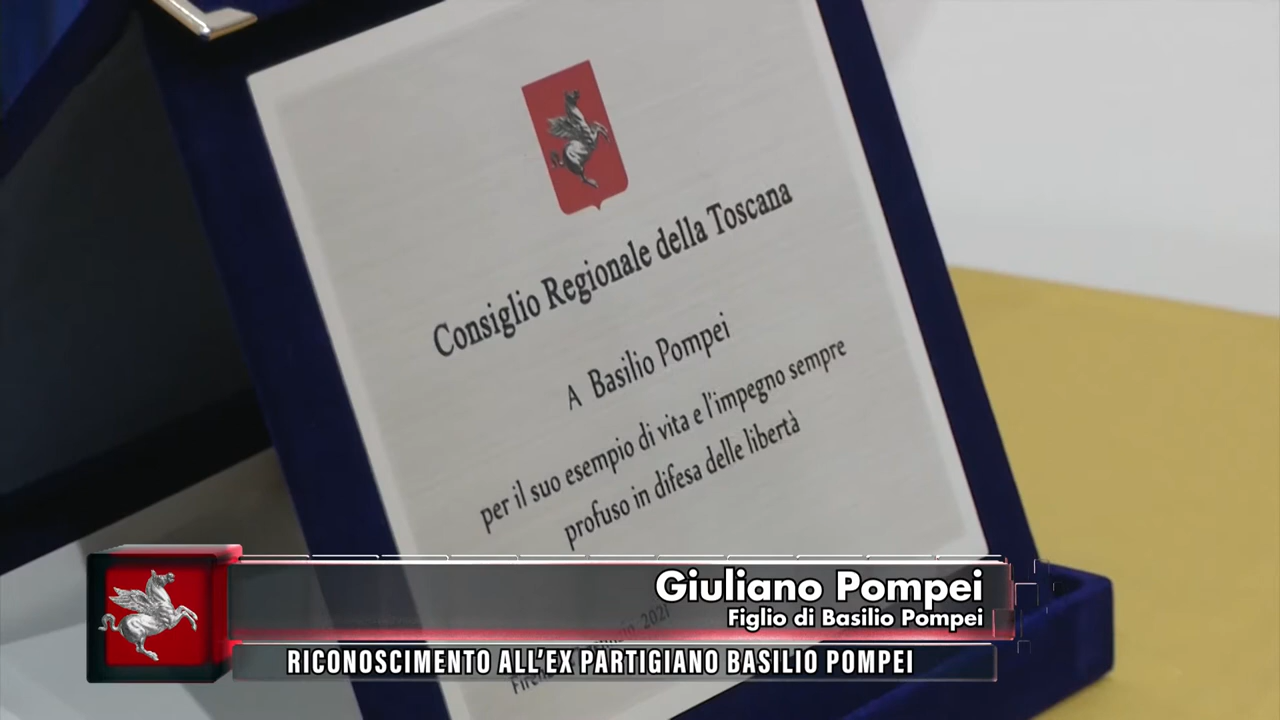 Consiglio Regionale della Toscana
A Basilio Pompei
per il suo esempio di vita e l'impegno sempre
profuso in difesa delle libertà
2021
Giuliano Pompei
Figlio di Basilio Pompei
RICONOSCIMENTO ALL'EX PARTIGIANO BASILIO POMPEI